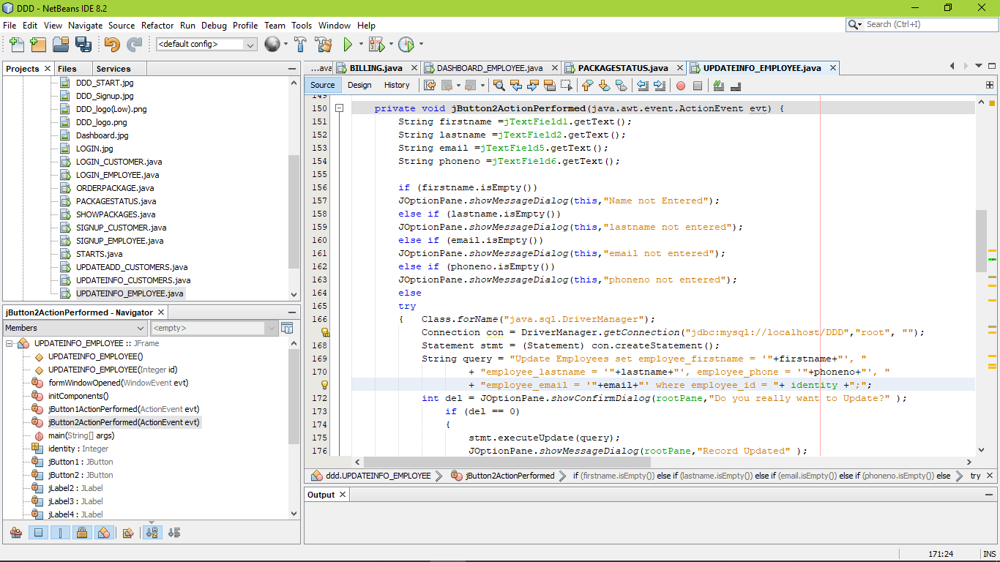 DDD - NetBeans IDE 8.2
File Edit View Navigate Source Refactor Run Debug Profile Team Tools Window Help
Search (Ctrl+I)
<default config>
Projects Files Services
DDD_START.jpg
DDD_Signup.jpg
DDD_logo(Low).png
DDD_logo.png
Dashboard.jpg
LOGIN.jpg
LOGIN_CUSTOMER.java
LOGIN_EMPLOYEE.java
ORDERPACKAGE.java
PACKAGESTATUS.java
SHOWPACKAGES.java
SIGNUP_CUSTOMER.java
SIGNUP_EMPLOYEE.java
STARTS.java
UPDATEADD_CUSTOMERS.java
UPDATEINFO_CUSTOMERS.java
UPDATEINFO_EMPLOYEE.java
jButton2ActionPerformed - Navigator
Members <empty>
UPDATEINFO_EMPLOYEE :: JFrame
UPDATEINFO_EMPLOYEE()
UPDATEINFO_EMPLOYEE(Integer id)
formWindowOpened(WindowEvent evt)
initComponents()
jButton1ActionPerformed(ActionEvent evt)
jButton2ActionPerformed(ActionEvent evt)
main(String[] args)
identity : Integer
jButton1 : JButton
jButton2 : JButton
jLabel2 : JLabel
jLabel3 : JLabel
jLabel4 : JLabel
...ava BILLING.java DASHBOARD_EMPLOYEE.java PACKAGESTATUS.java UPDATEINFO_EMPLOYEE.java
Source Design History
149
150 private void jButton2ActionPerformed(java.awt.event.ActionEvent evt) {
151 String firstname =jTextField1.getText();
152 String lastname =jTextField2.getText();
153 String email =jTextField5.getText();
154 String phoneno =jTextField6.getText();
155
156 if (firstname.isEmpty())
157 JOptionPane.showMessageDialog(this,"Name not Entered");
158 else if (lastname.isEmpty())
159 JOptionPane.showMessageDialog(this,"lastname not entered");
160 else if (email.isEmpty())
161 JOptionPane.showMessageDialog(this,"email not entered");
162 else if (phoneno.isEmpty())
163 JOptionPane.showMessageDialog(this,"phoneno not entered");
164 else
165 try
166 { Class.forName("java.sql.DriverManager");
Connection con = DriverManager.getConnection("jdbc:mysql://localhost/DDD","root", "");
168 Statement stmt = (Statement) con.createStatement();
169 String query = "Update Employees set employee_firstname = '"+firstname+"', "
170 + "employee_lastname = '"+lastname+"', employee_phone = '"+phoneno+"', "
+ "employee_email = '"+email+"' where employee_id = "+ identity +";";
172 int del = JOptionPane.showConfirmDialog(rootPane,"Do you really want to Update?" );
173 if (del == 0)
174 {
175 stmt.executeUpdate(query);
176 JOptionPane.showMessageDialog(rootPane,"Record Updated" );
ddd.UPDATEINFO_EMPLOYEE jButton2ActionPerformed if (firstname.isEmpty()) else if (lastname.isEmpty()) else if (email.isEmpty()) else if (phoneno.isEmpty()) else try
Output
171:24 INS